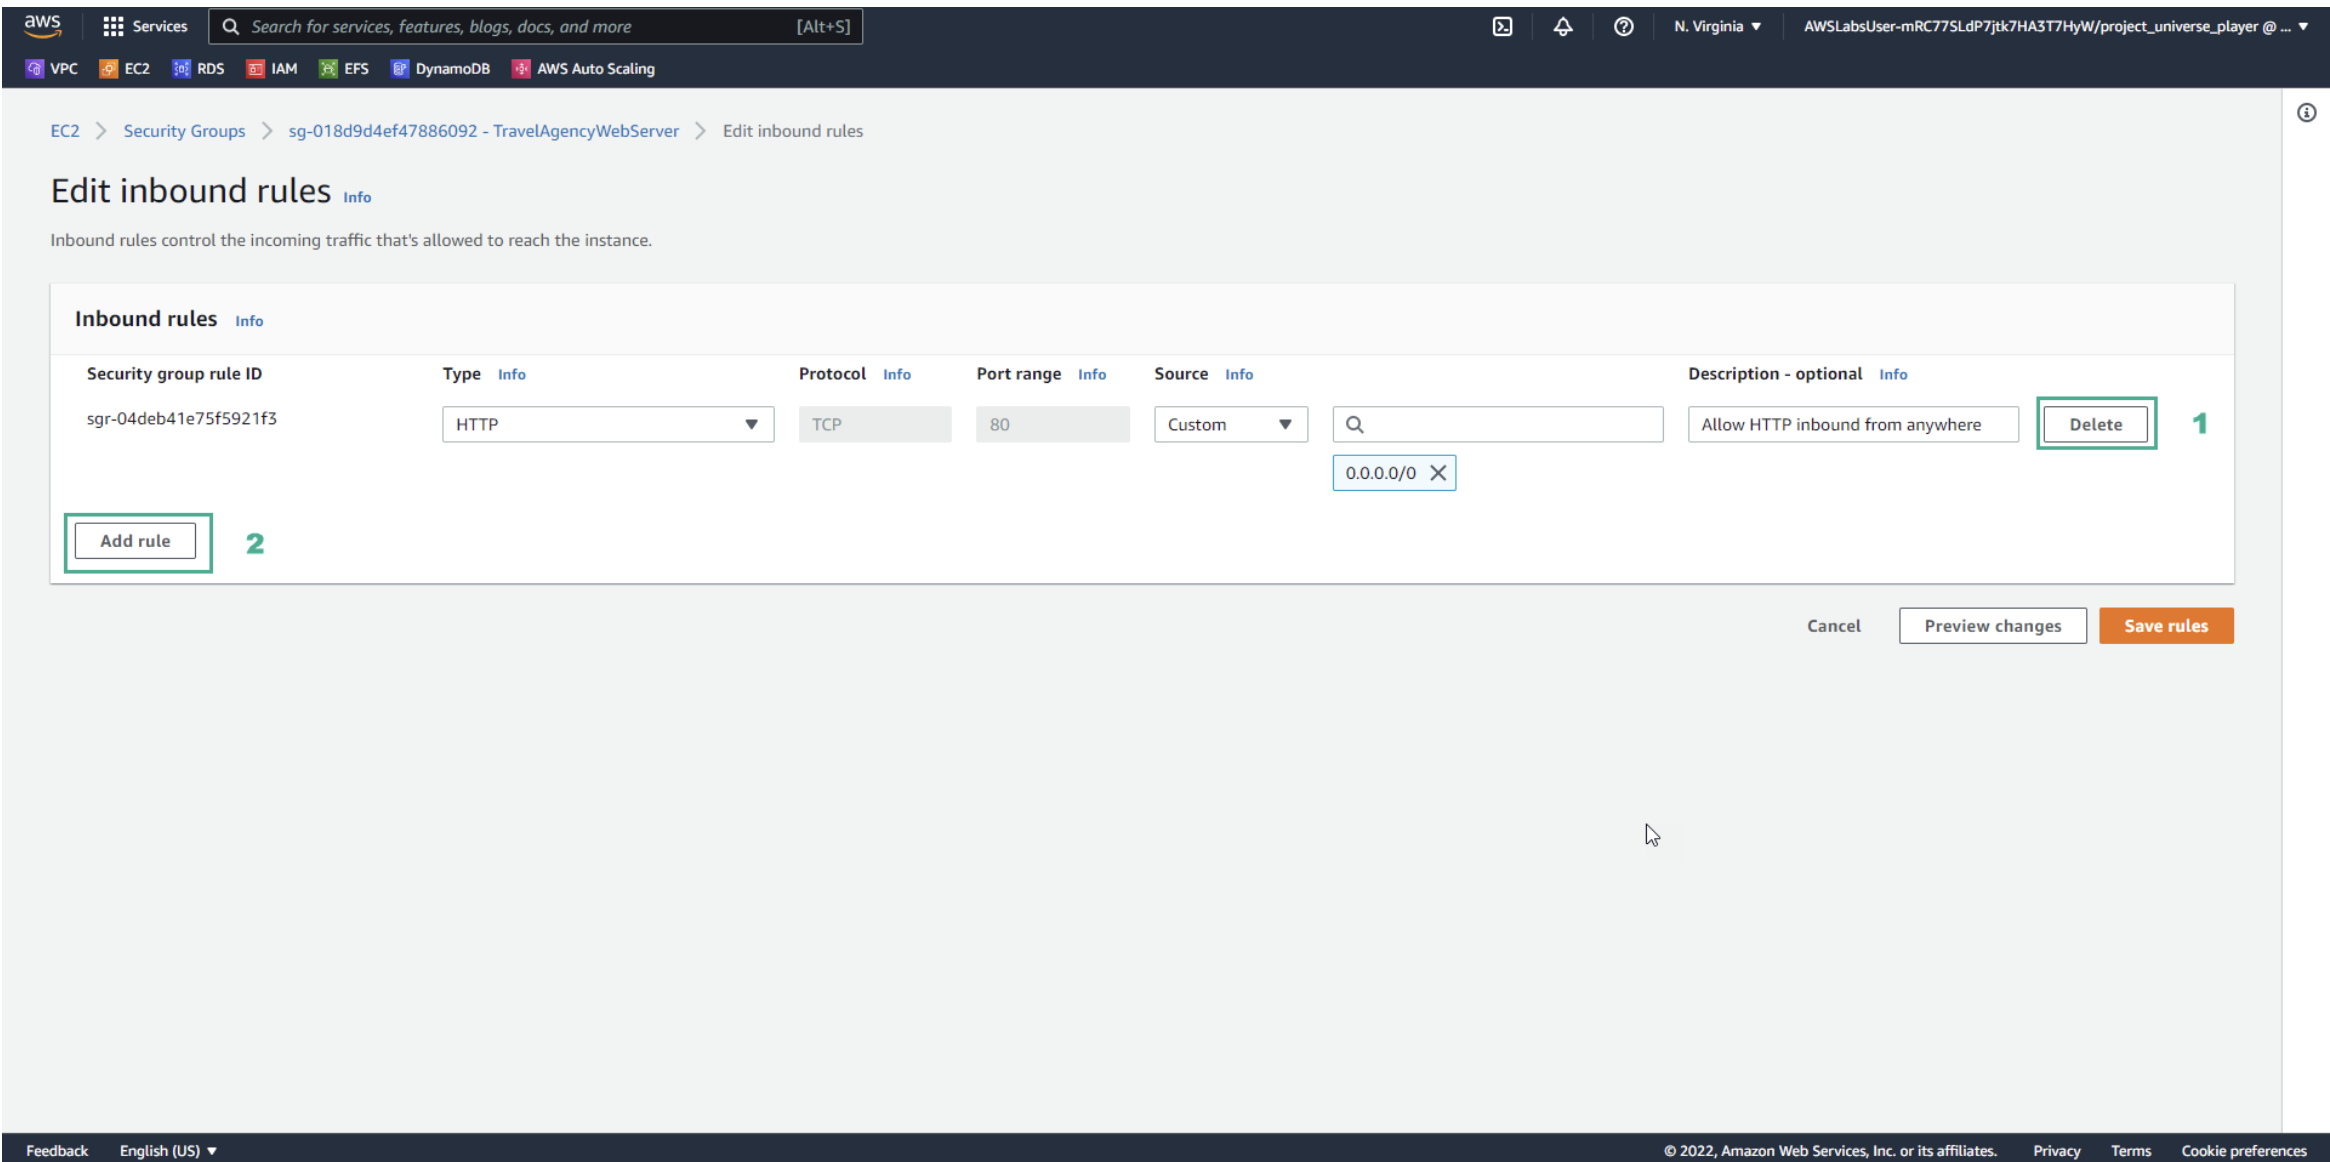 aws Services Search for services, features, blogs, docs, and more [Alt+S] N. Virginia ▼ AWSLabsUser-mRC77SLdP7jtk7HA3T7HyW/project_universe_player @ ... ▼
VPC EC2 RDS IAM EFS DynamoDB AWS Auto Scaling
EC2 > Security Groups > sg-018d9d4ef47886092 - TravelAgencyWebServer > Edit inbound rules
Edit inbound rules Info
Inbound rules control the incoming traffic that's allowed to reach the instance.
Inbound rules Info
Security group rule ID Type Info Protocol Info Port range Info Source Info Description - optional Info
sgr-04deb41e75f5921f3 HTTP TCP 80 Custom Allow HTTP inbound from anywhere Delete 1
0.0.0.0/0
Add rule 2
Cancel Preview changes Save rules
Feedback English (US) ▼ © 2022, Amazon Web Services, Inc. or its affiliates. Privacy Terms Cookie preferences